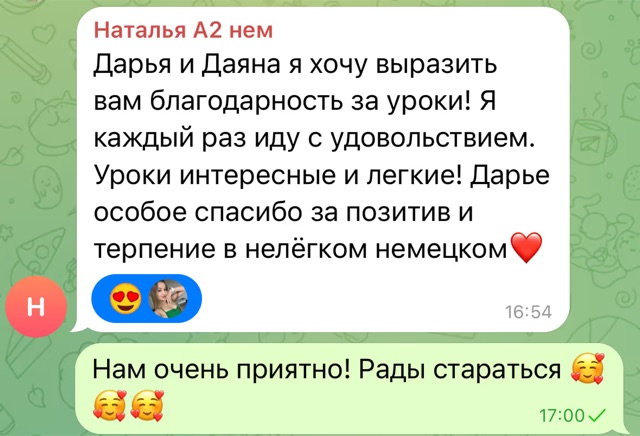 Наталья А2 нем
Дарья и Даяна я хочу выразить
вам благодарность за уроки! Я
каждый раз иду с удовольствием.
Уроки интересные и легкие! Дарье
особое спасибо за позитив и
терпение в нелёгком немецком❤️
😍
Н
16:54
Нам очень приятно! Рады стараться 🥰
🥰🥰
17:00